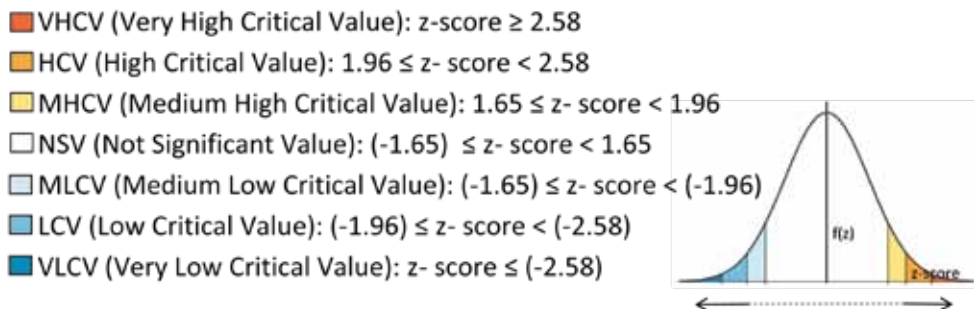 VHCV (Very High Critical Value): z-score ≥ 2.58
HCV (High Critical Value): 1.96 ≤ z- score < 2.58
MHCV (Medium High Critical Value): 1.65 ≤ z- score < 1.96
NSV (Not Significant Value): (-1.65) ≤ z- score < 1.65
MLCV (Medium Low Critical Value): (-1.65) ≤ z- score < (-1.96)
LCV (Low Critical Value): (-1.96) ≤ z- score < (-2.58)
f(z)
VLCV (Very Low Critical Value): z- score ≤ (-2.58)
z-score